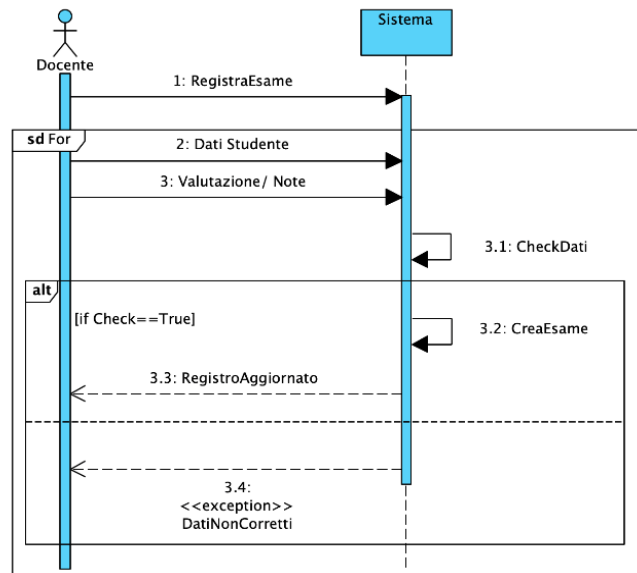 Sistema
Docente
1: RegistraEsame
sd For
2: Dati Studente
3: Valutazione/ Note
3.1: CheckDati
alt
[if Check==True]
3.2: CreaEsame
3.3: RegistroAggiornato
3.4:
<<exception>>
DatiNonCorretti